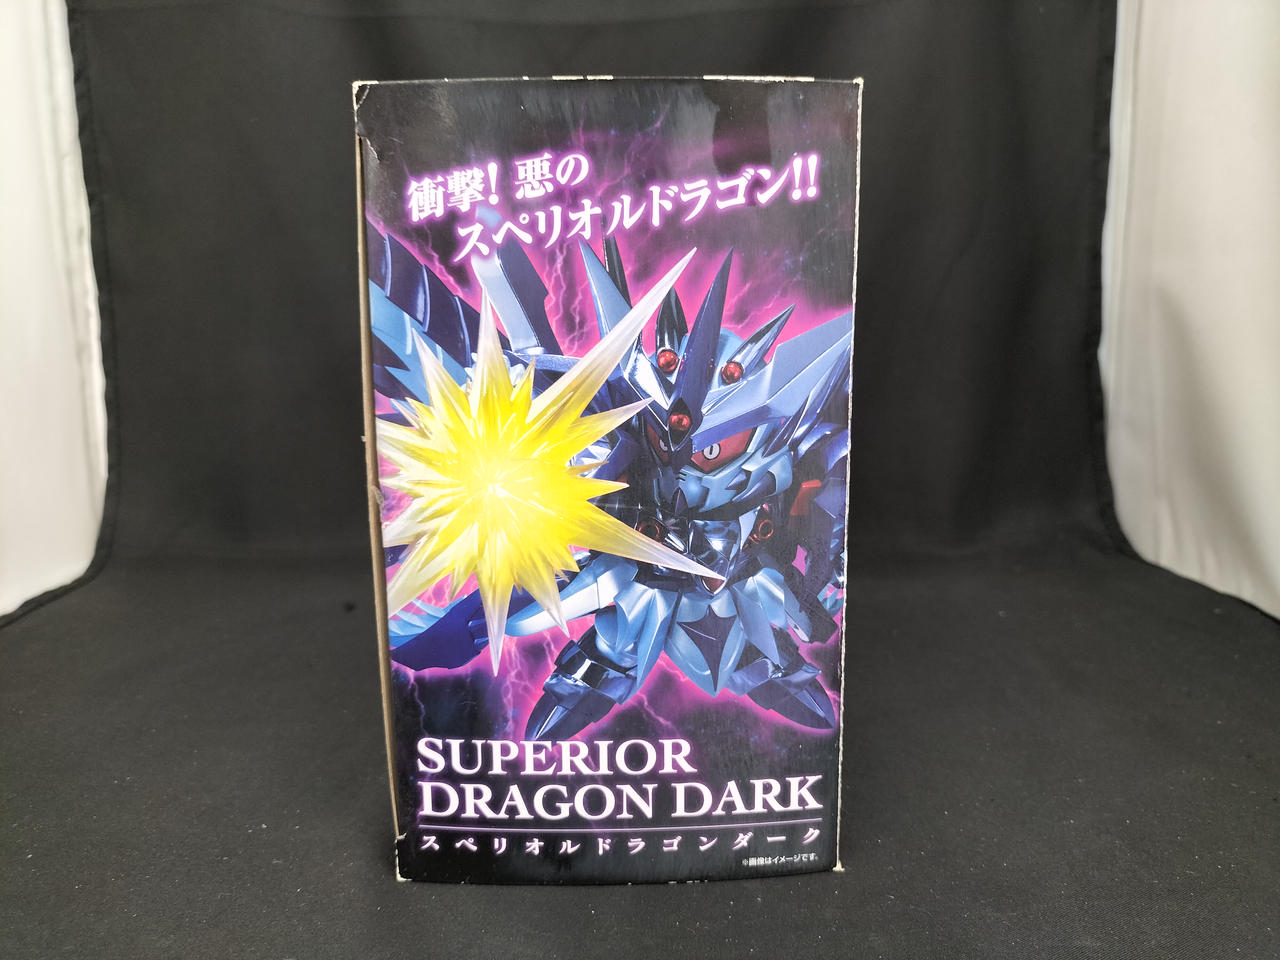 衝撃！悪の
スペリオルドラゴン!!
SUPERIOR
DRAGON DARK
スペリオルドラゴンダーク
※画像はイメージです。